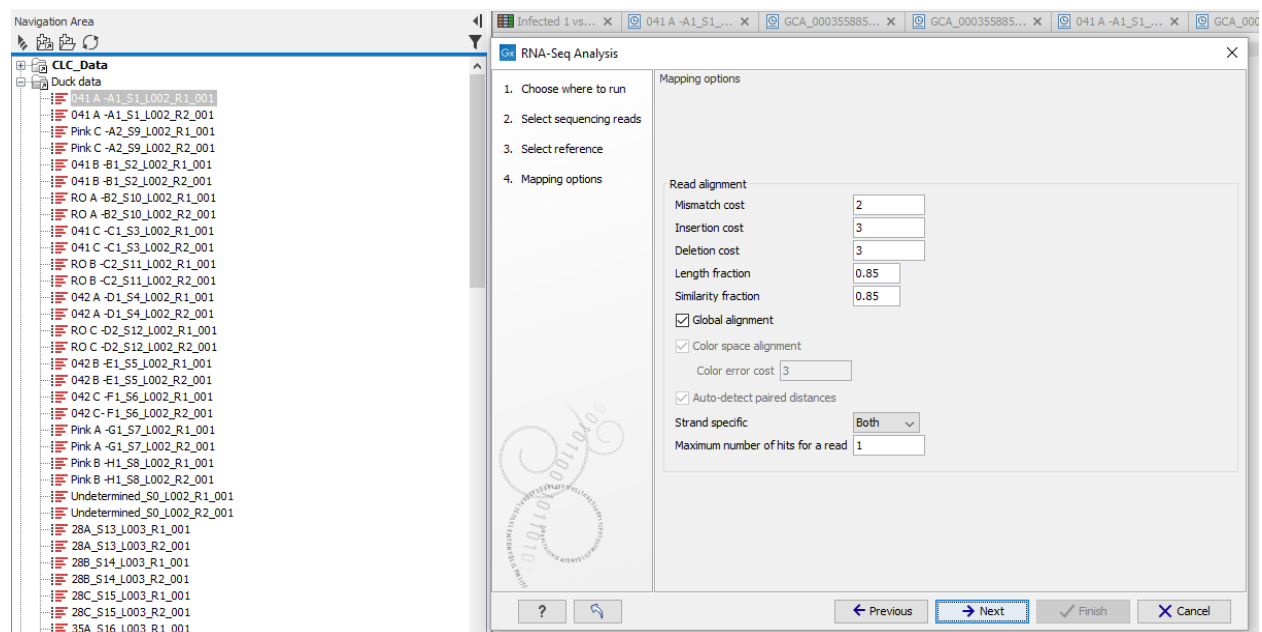 Navigation Area
CLC_Data
Duck data
041 A -A1_S1_L002_R1_001
041 A -A1_S1_L002_R2_001
Pink C -A2_S9_L002_R1_001
Pink C -A2_S9_L002_R2_001
041 B -B1_S2_L002_R1_001
041 B -B1_S2_L002_R2_001
RO A -B2_S10_L002_R1_001
RO A -B2_S10_L002_R2_001
041 C -C1_S3_L002_R1_001
041 C -C1_S3_L002_R2_001
RO B -C2_S11_L002_R1_001
RO B -C2_S11_L002_R2_001
042 A -D1_S4_L002_R1_001
042 A -D1_S4_L002_R2_001
RO C -D2_S12_L002_R1_001
RO C -D2_S12_L002_R2_001
042 B -E1_S5_L002_R1_001
042 B -E1_S5_L002_R2_001
042 C -F1_S6_L002_R1_001
042 C- F1_S6_L002_R2_001
Pink A -G1_S7_L002_R1_001
Pink A -G1_S7_L002_R2_001
Pink B -H1_S8_L002_R1_001
Pink B -H1_S8_L002_R2_001
Undetermined_S0_L002_R1_001
Undetermined_S0_L002_R2_001
28A_S13_L003_R1_001
28A_S13_L003_R2_001
28B_S14_L003_R1_001
28B_S14_L003_R2_001
28C_S15_L003_R1_001
28C_S15_L003_R2_001
35A_S16_L003_R1_001
Infected 1 vs... 041 A -A1_S1_... GCA_000355885... GCA_000355885... 041 A -A1_S1_... GCA_000
Gx RNA-Seq Analysis
1. Choose where to run
2. Select sequencing reads
3. Select reference
4. Mapping options
Mapping options
Read alignment
Mismatch cost 2
Insertion cost 3
Deletion cost 3
Length fraction 0.85
Similarity fraction 0.85
Global alignment
Color space alignment
Color error cost 3
Auto-detect paired distances
Strand specific Both
Maximum number of hits for a read 1
? Previous Next Finish Cancel